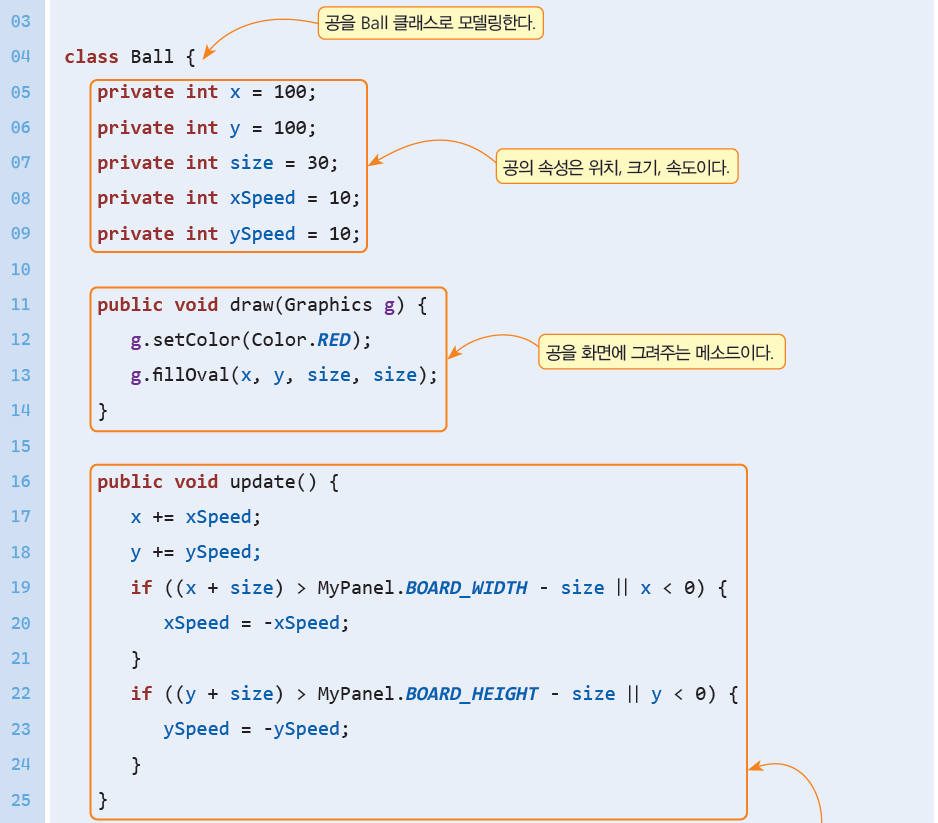 03
공을 Ball 클래스로 모델링한다.
04 class Ball {
05 private int x = 100;
06 private int y = 100;
07 private int size = 30;
공의 속성은 위치, 크기, 속도이다.
08 private int xSpeed = 10;
09 private int ySpeed = 10;
10
11 public void draw(Graphics g) {
12 g.setColor(Color.RED);
공을 화면에 그려주는 메소드이다.
13 g.fillOval(x, y, size, size);
14 }
15
16 public void update() {
17 x += xSpeed;
18 y += ySpeed;
19 if ((x + size) > MyPanel.BOARD_WIDTH - size || x < 0) {
20 xSpeed = -xSpeed;
21 }
22 if ((y + size) > MyPanel.BOARD_HEIGHT - size || y < 0) {
23 ySpeed = -ySpeed;
24 }
25 }